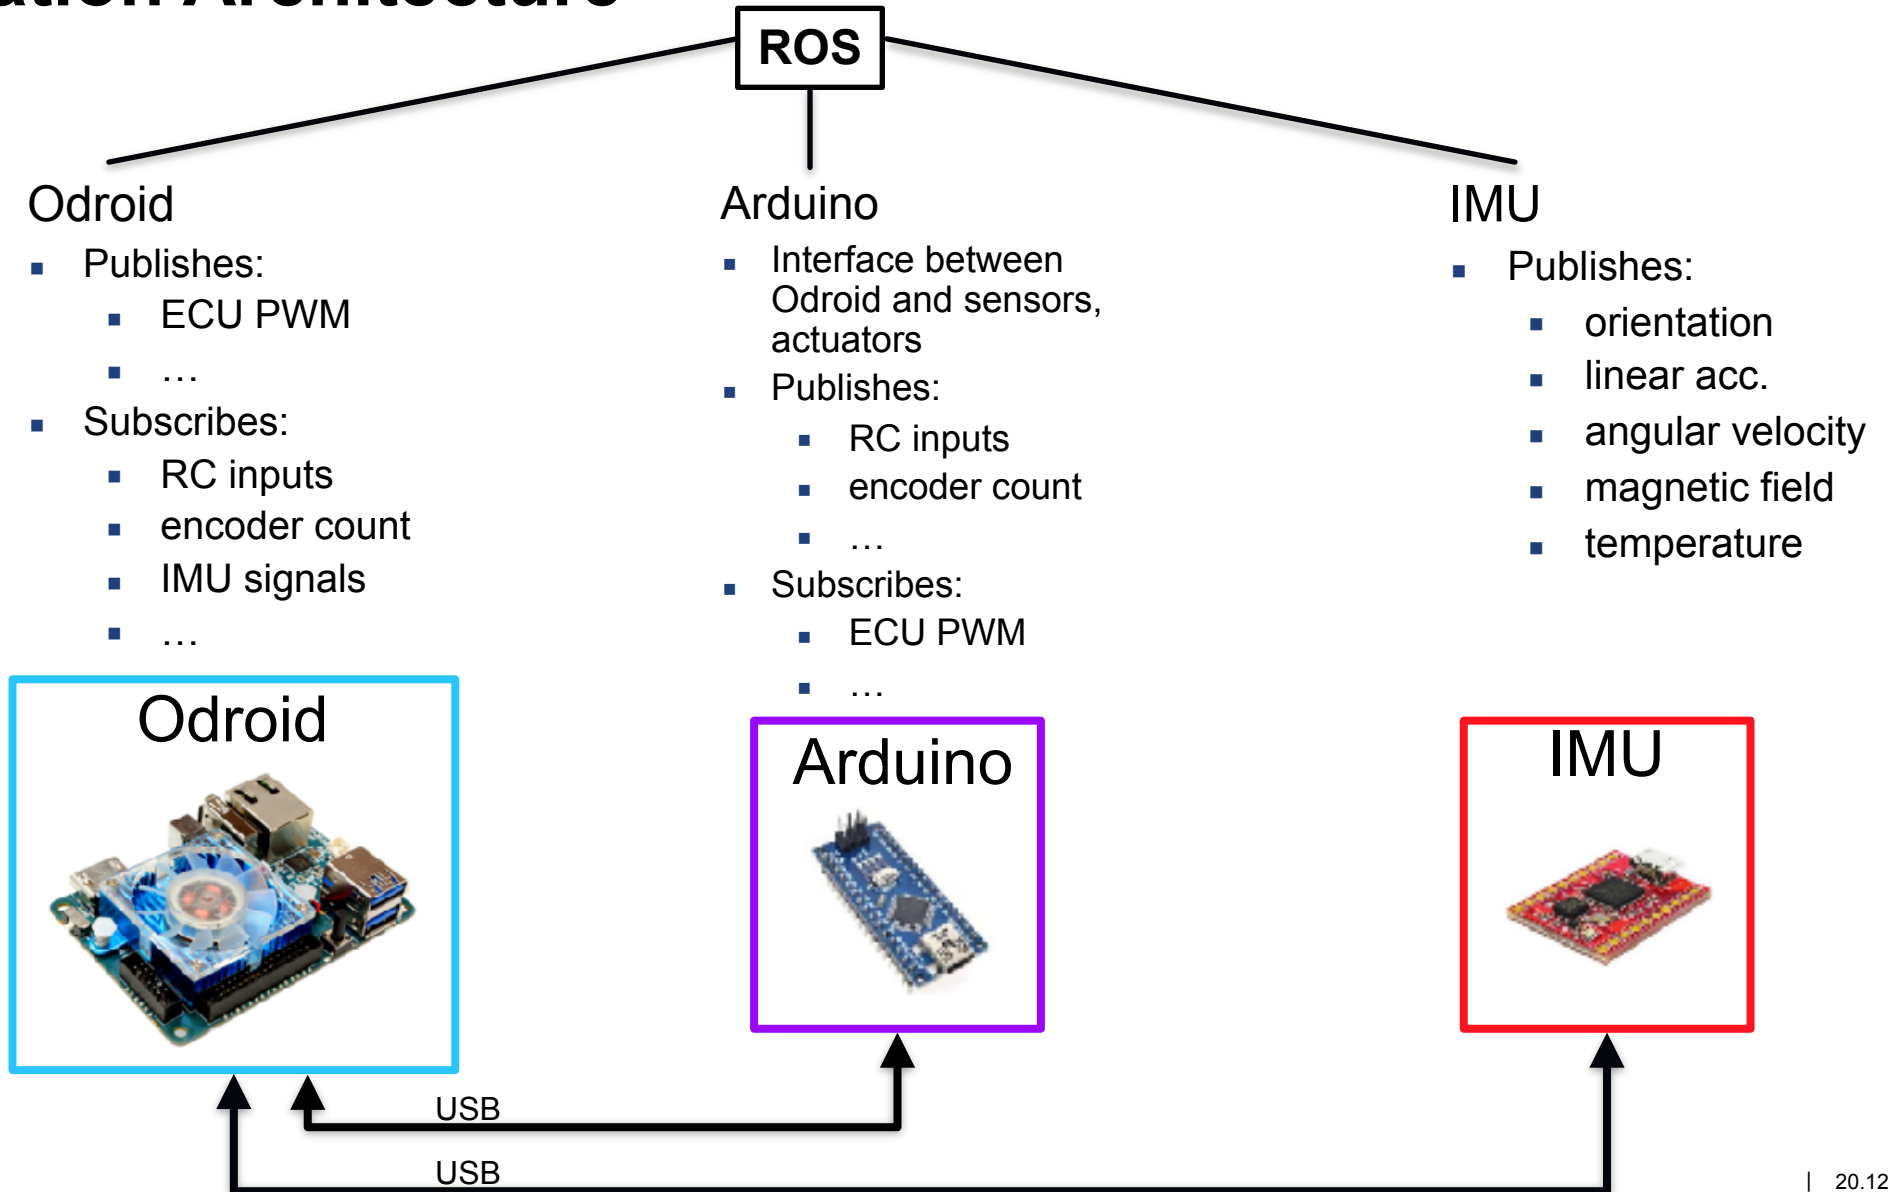 ROS
Odroid
Publishes:
ECU PWM
…
Subscribes:
RC inputs
encoder count
IMU signals
…
Arduino
Interface between
Odroid and sensors,
actuators
Publishes:
RC inputs
encoder count
…
Subscribes:
ECU PWM
…
IMU
Publishes:
orientation
linear acc.
angular velocity
magnetic field
temperature
Odroid
Arduino
IMU
USB
USB
| 20.12